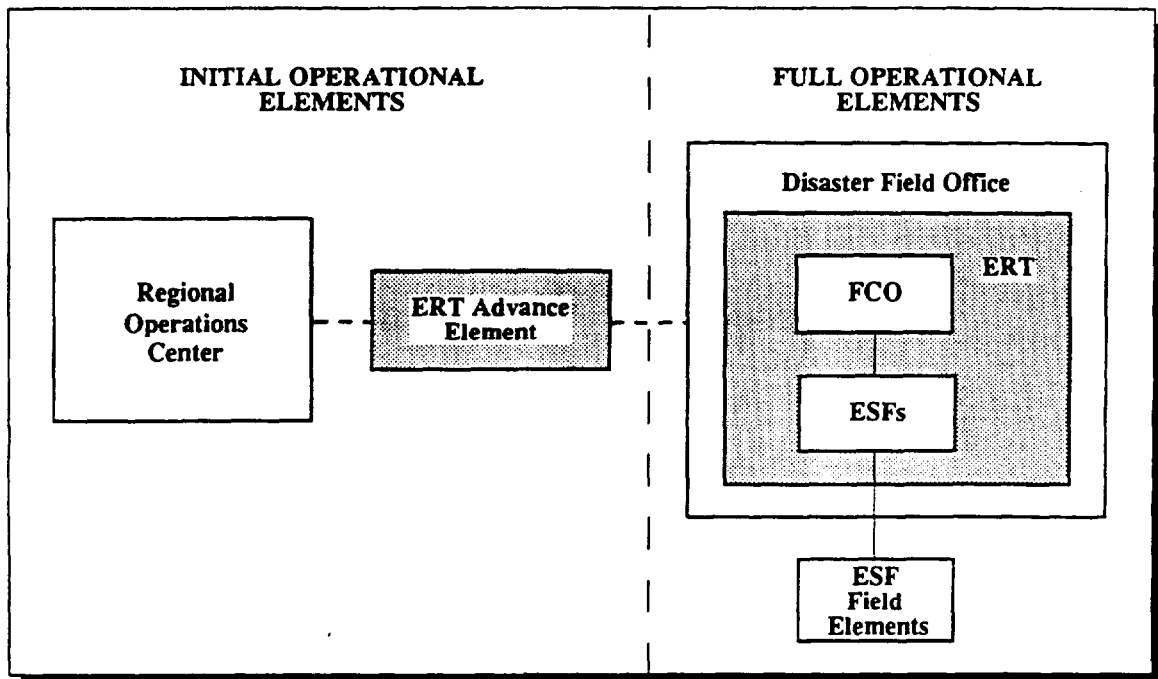 INITIAL OPERATIONAL
ELEMENTS
Regional
Operations
Center
ERT Advance
Element
FULL OPERATIONAL
ELEMENTS
Disaster Field Office
ERT
FCO
ESFs
ESF
Field
Elements